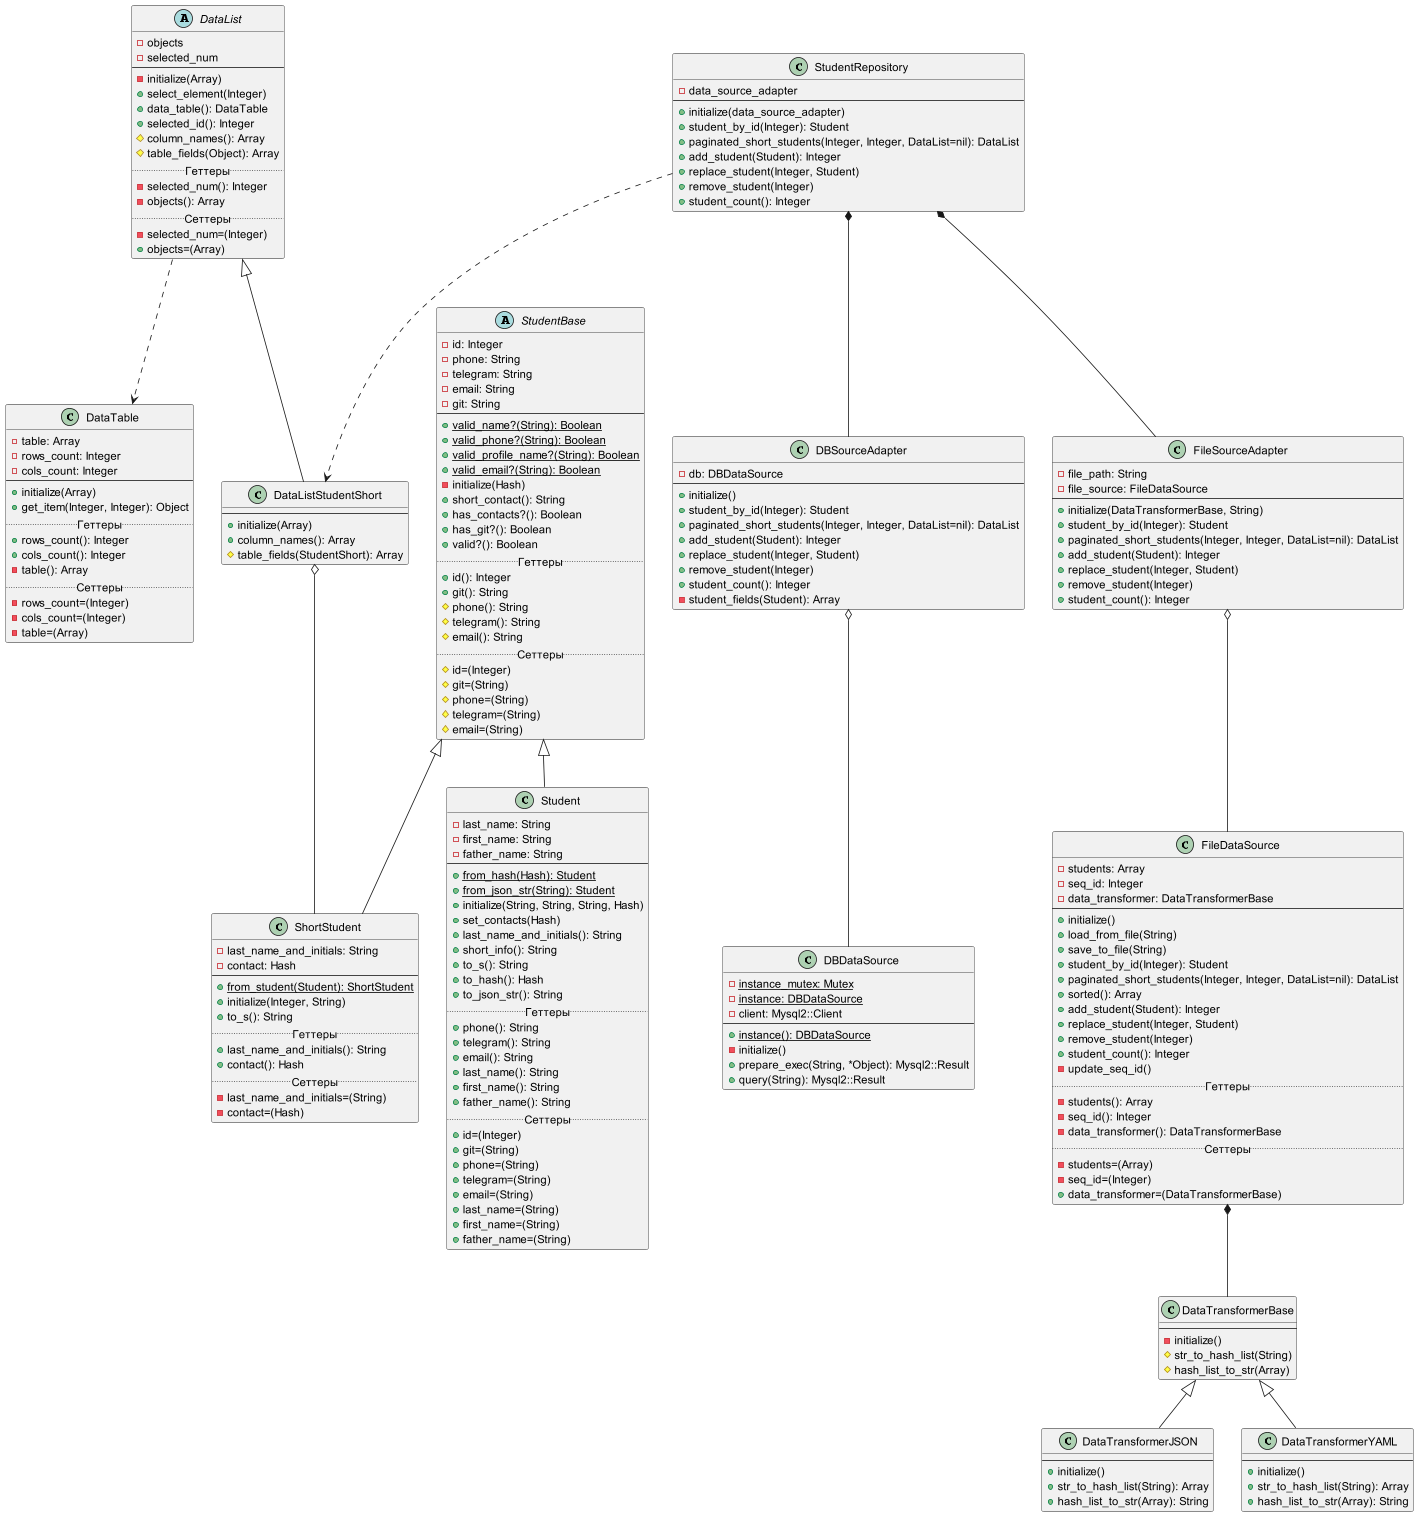 A DataList
objects
selected_num
initialize(Array)
select_element(Integer)
data_table(): DataTable
selected_id(): Integer
column_names(): Array
table_fields(Object): Array
Геттеры
selected_num(): Integer
objects(): Array
Сеттеры
selected_num=(Integer)
objects=(Array)
C StudentRepository
data_source_adapter
initialize(data_source_adapter)
student_by_id(Integer): Student
paginated_short_students(Integer, Integer, DataList=nil): DataList
add_student(Student): Integer
replace_student(Integer, Student)
remove_student(Integer)
student_count(): Integer
A StudentBase
id: Integer
phone: String
telegram: String
email: String
git: String
valid_name?(String): Boolean
valid_phone?(String): Boolean
valid_profile_name?(String): Boolean
valid_email?(String): Boolean
initialize(Hash)
short_contact(): String
has_contacts?(): Boolean
has_git?(): Boolean
valid?(): Boolean
Геттеры
id(): Integer
git(): String
phone(): String
telegram(): String
email(): String
Сеттеры
id=(Integer)
git=(String)
phone=(String)
telegram=(String)
email=(String)
C DataTable
table: Array
rows_count: Integer
cols_count: Integer
initialize(Array)
get_item(Integer, Integer): Object
Геттеры
rows_count(): Integer
cols_count(): Integer
table(): Array
Сеттеры
rows_count=(Integer)
cols_count=(Integer)
table=(Array)
C DataListStudentShort
initialize(Array)
column_names(): Array
table_fields(StudentShort): Array
C DBSourceAdapter
db: DBDataSource
initialize()
student_by_id(Integer): Student
paginated_short_students(Integer, Integer, DataList=nil): DataList
add_student(Student): Integer
replace_student(Integer, Student)
remove_student(Integer)
student_count(): Integer
student_fields(Student): Array
C FileSourceAdapter
file_path: String
file_source: FileDataSource
initialize(DataTransformerBase, String)
student_by_id(Integer): Student
paginated_short_students(Integer, Integer, DataList=nil): DataList
add_student(Student): Integer
replace_student(Integer, Student)
remove_student(Integer)
student_count(): Integer
C Student
last_name: String
first_name: String
father_name: String
from_hash(Hash): Student
from_json_str(String): Student
initialize(String, String, String, Hash)
set_contacts(Hash)
last_name_and_initials(): String
short_info(): String
to_s(): String
to_hash(): Hash
to_json_str(): String
Геттеры
phone(): String
telegram(): String
email(): String
last_name(): String
first_name(): String
father_name(): String
Сеттеры
id=(Integer)
git=(String)
phone=(String)
telegram=(String)
email=(String)
last_name=(String)
first_name=(String)
father_name=(String)
C ShortStudent
last_name_and_initials: String
contact: Hash
from_student(Student): ShortStudent
initialize(Integer, String)
to_s(): String
Геттеры
last_name_and_initials(): String
contact(): Hash
Сеттеры
last_name_and_initials=(String)
contact=(Hash)
C DBDataSource
instance_mutex: Mutex
instance: DBDataSource
client: Mysql2::Client
instance(): DBDataSource
initialize()
prepare_exec(String, *Object): Mysql2::Result
query(String): Mysql2::Result
C FileDataSource
students: Array
seq_id: Integer
data_transformer: DataTransformerBase
initialize()
load_from_file(String)
save_to_file(String)
student_by_id(Integer): Student
paginated_short_students(Integer, Integer, DataList=nil): DataList
sorted(): Array
add_student(Student): Integer
replace_student(Integer, Student)
remove_student(Integer)
student_count(): Integer
update_seq_id()
Геттеры
students(): Array
seq_id(): Integer
data_transformer(): DataTransformerBase
Сеттеры
students=(Array)
seq_id=(Integer)
data_transformer=(DataTransformerBase)
C DataTransformerBase
initialize()
str_to_hash_list(String)
hash_list_to_str(Array)
C DataTransformerJSON
initialize()
str_to_hash_list(String): Array
hash_list_to_str(Array): String
C DataTransformerYAML
initialize()
str_to_hash_list(String): Array
hash_list_to_str(Array): String